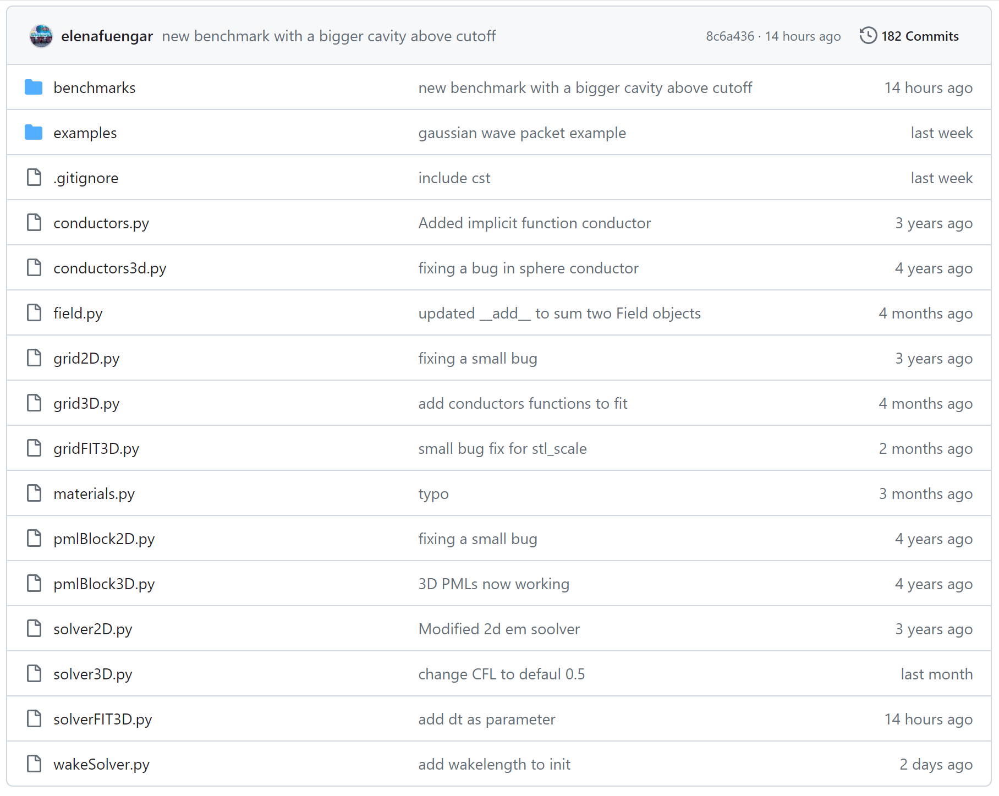 elenafuengar new benchmark with a bigger cavity above cutoff 8c6a436 · 14 hours ago 182 Commits
benchmarks new benchmark with a bigger cavity above cutoff 14 hours ago
examples gaussian wave packet example last week
.gitignore include cst last week
conductors.py Added implicit function conductor 3 years ago
conductors3d.py fixing a bug in sphere conductor 4 years ago
field.py updated __add__ to sum two Field objects 4 months ago
grid2D.py fixing a small bug 3 years ago
grid3D.py add conductors functions to fit 4 months ago
gridFIT3D.py small bug fix for stl_scale 2 months ago
materials.py typo 3 months ago
pmlBlock2D.py fixing a small bug 4 years ago
pmlBlock3D.py 3D PMLs now working 4 years ago
solver2D.py Modified 2d em soolver 3 years ago
solver3D.py change CFL to defaul 0.5 last month
solverFIT3D.py add dt as parameter 14 hours ago
wakeSolver.py add wakelength to init 2 days ago